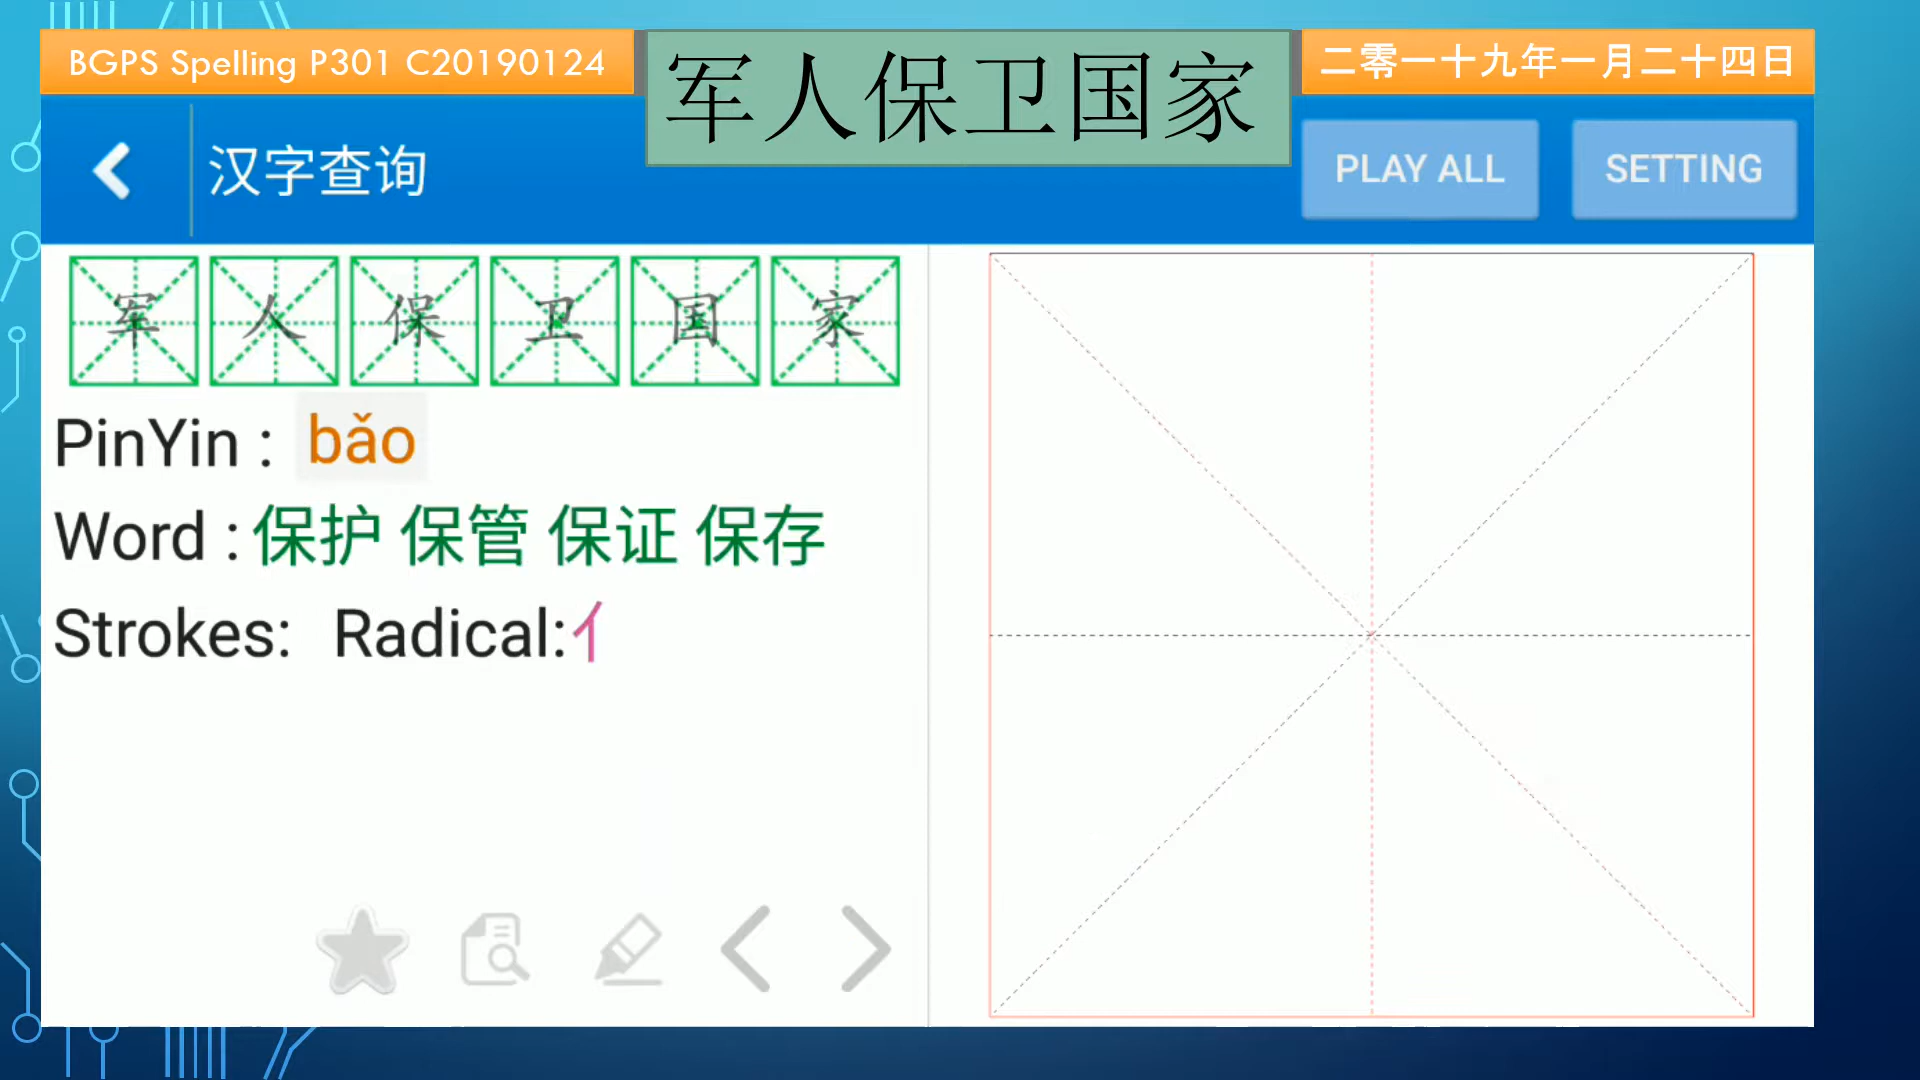 BGPS Spelling P301 C20190124
军人保卫国家
二零一十九年一月二十四日
汉字查询
PLAY ALL
SETTING
军 人 保 卫 国 家
PinYin : bǎo
Word : 保护 保管 保证 保存
Strokes: Radical:亻